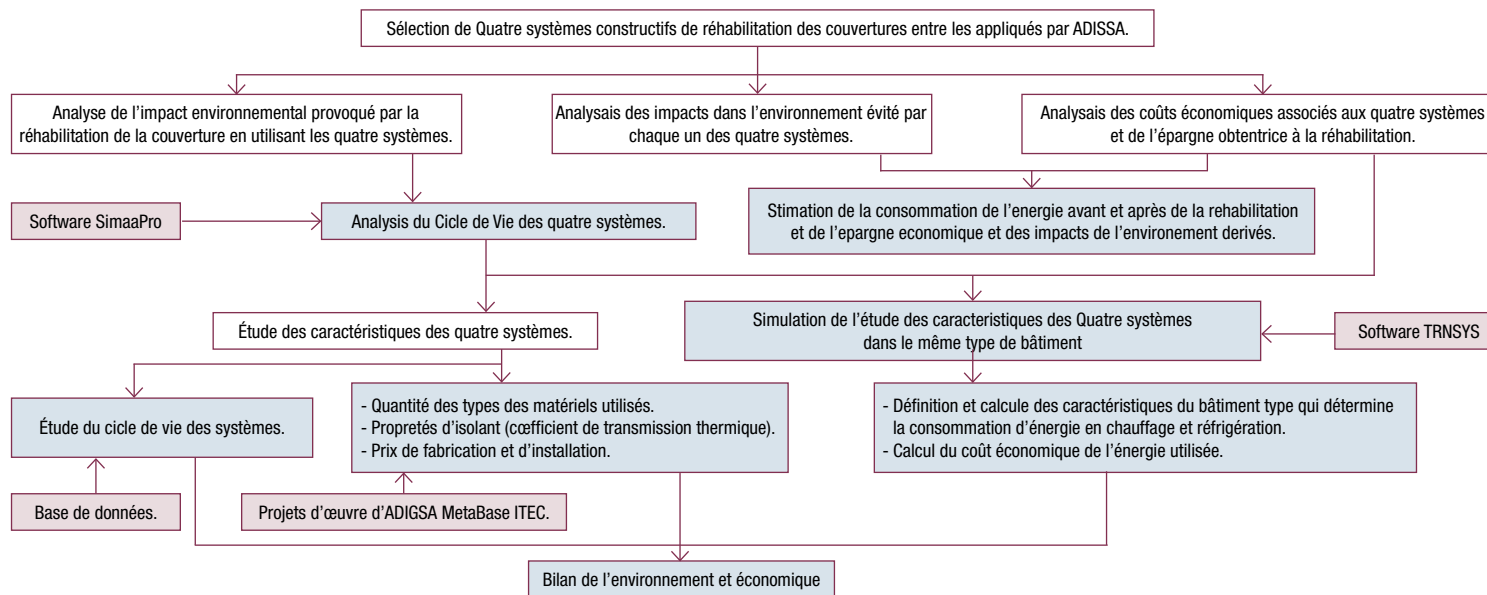 Sélection de Quatre systèmes constructifs de réhabilitation des couvertures entre les appliqués par ADISSA.
Analyse de l'impact environnemental provoqué par la
réhabilitation de la couverture en utilisant les quatre systèmes.
Analysais des impacts dans l'environnement évité par
chaque un des quatre systèmes.
Analysais des coûts économiques associés aux quatre systèmes
et de l'épargne obtentrice à la réhabilitation.
Software SimaaPro
Analysis du Cicle de Vie des quatre systèmes.
Stimation de la consommation de l'energie avant et après de la rehabilitation
et de l'epargne economique et des impacts de l'environement derivés.
Étude des caractéristiques des quatre systèmes.
Simulation de l'étude des caracteristiques des Quatre systèmes
dans le même type de bâtiment
Software TRNSYS
Étude du cicle de vie des systèmes.
- Quantité des types des matériels utilisés.
- Propretés d'isolant (cœfficient de transmission thermique).
- Prix de fabrication et d'installation.
- Définition et calcule des caractéristiques du bâtiment type qui détermine
la consommation d'énergie en chauffage et réfrigération.
- Calcul du coût économique de l'énergie utilisée.
Base de données.
Projets d'œuvre d'ADIGSA MetaBase ITEC.
Bilan de l'environnement et économique